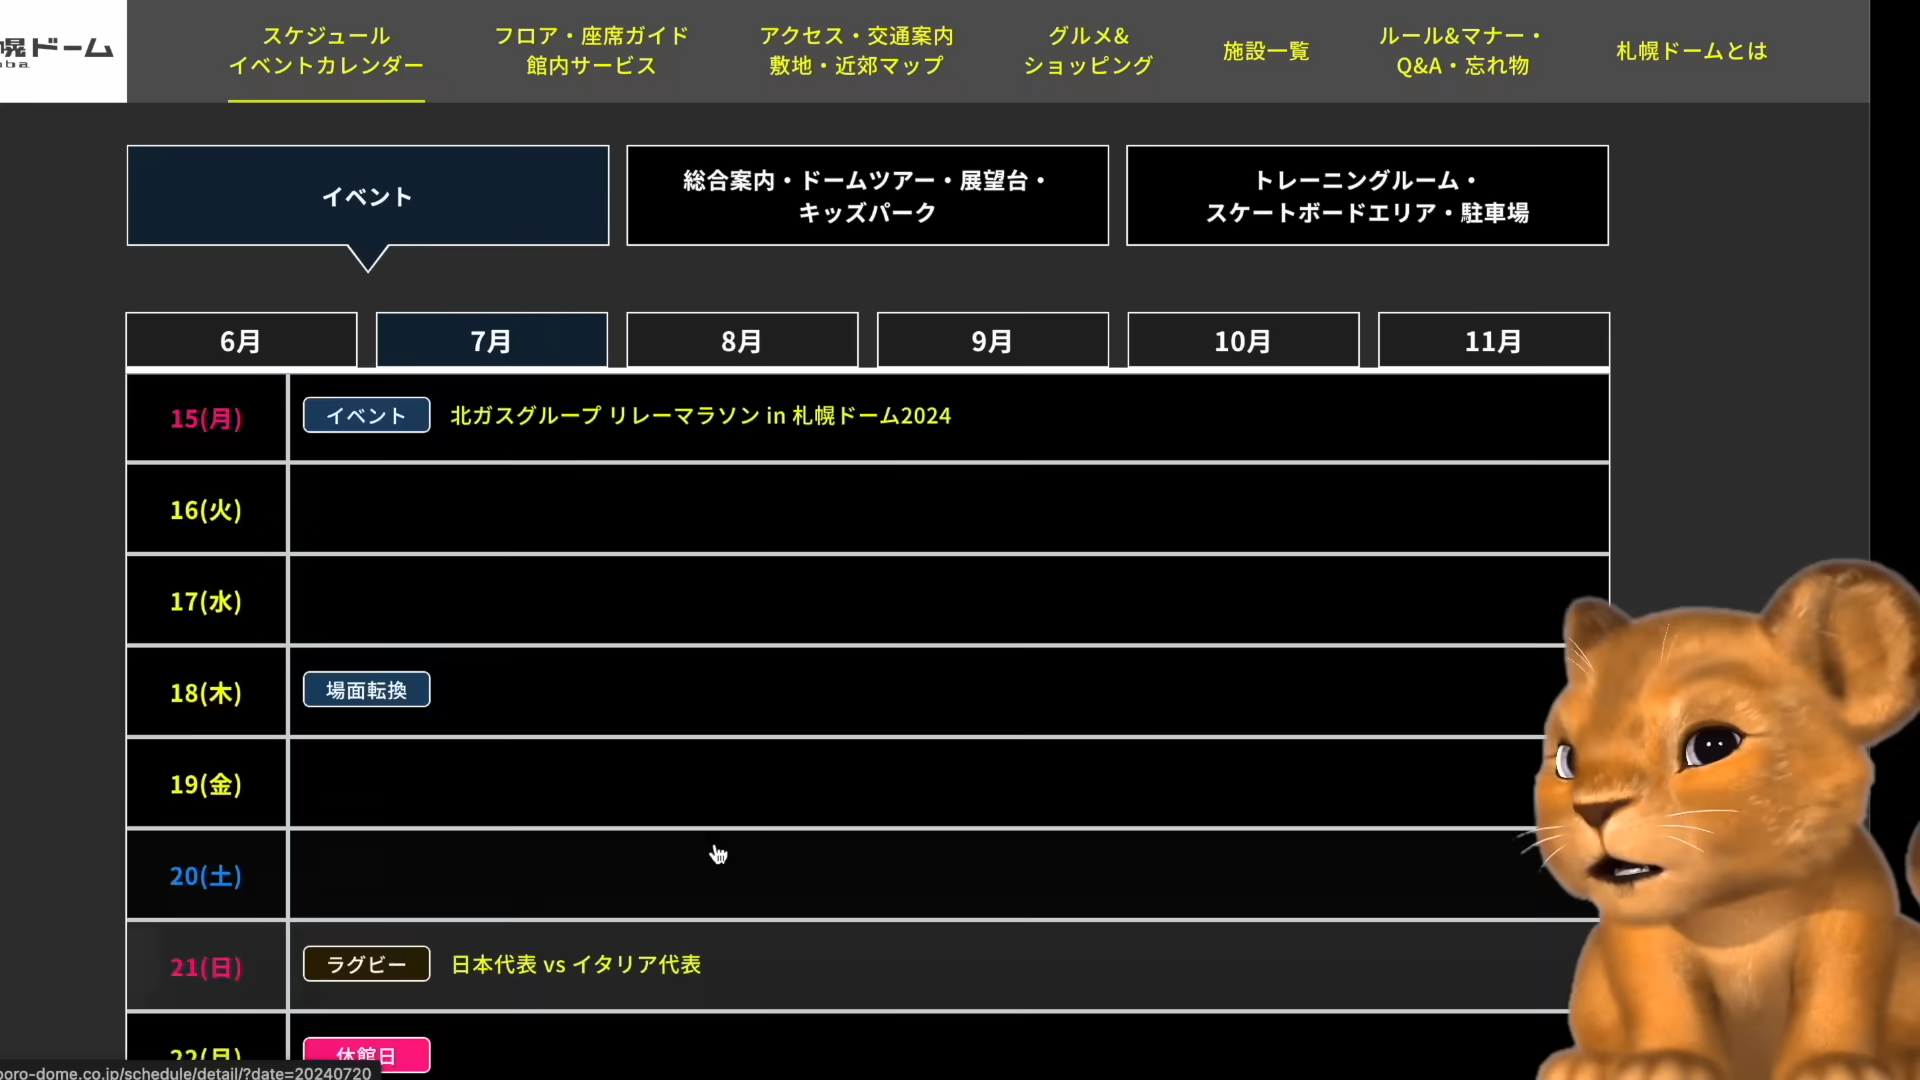 幌ドーム
スケジュール
イベントカレンダー
フロア・座席ガイド
館内サービス
アクセス・交通案内
敷地・近郊マップ
グルメ&
ショッピング
施設一覧
ルール&マナー・
Q&A・忘れ物
札幌ドームとは
イベント
総合案内・ドームツアー・展望台・
キッズパーク
トレーニングルーム・
スケートボードエリア・駐車場
6月
7月
8月
9月
10月
11月
15(月)
イベント
北ガスグループ リレーマラソン in 札幌ドーム2024
16(火)
17(水)
18(木)
場面転換
19(金)
20(土)
21(日)
ラグビー
日本代表 vs イタリア代表
22(月)
休館日
poro-dome.co.jp/schedule/detail/?date=20240720